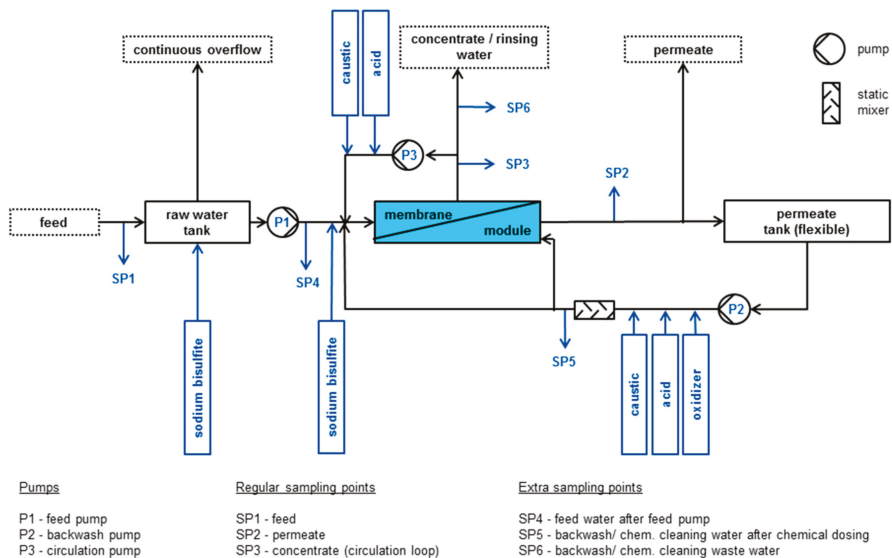 continuous overflow
concentrate / rinsing
water
permeate
pump
static
mixer
caustic
acid
SP6
P3
SP3
SP2
feed
raw water
tank
P1
membrane
module
permeate
tank (flexible)
SP1
SP4
P2
SP5
sodium bisulfite
sodium bisulfite
caustic
acid
oxidizer
Pumps
P1 - feed pump
P2 - backwash pump
P3 - circulation pump
Regular sampling points
SP1 - feed
SP2 - permeate
SP3 - concentrate (circulation loop)
Extra sampling points
SP4 - feed water after feed pump
SP5 - backwash/ chem. cleaning water after chemical dosing
SP6 - backwash/ chem. cleaning waste water